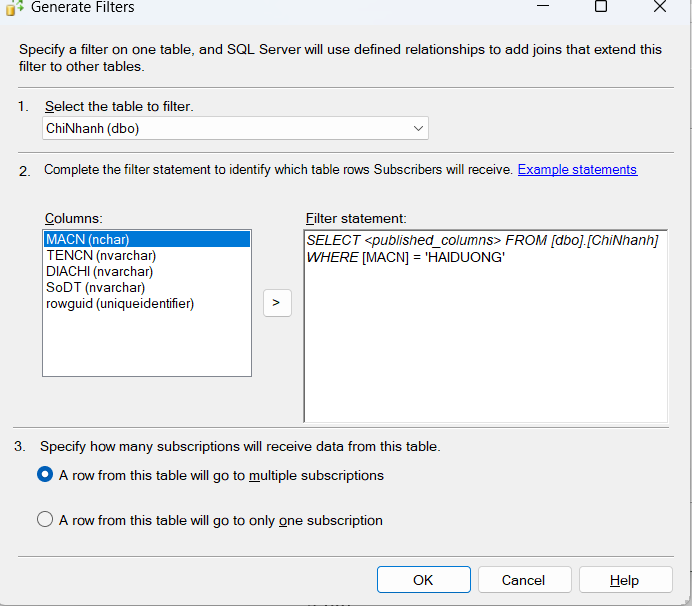 Generate Filters
Specify a filter on one table, and SQL Server will use defined relationships to add joins that extend this
filter to other tables.
1. Select the table to filter.
ChiNhanh (dbo)
2. Complete the filter statement to identify which table rows Subscribers will receive. Example statements
Columns:
MACN (nchar)
TENCN (nvarchar)
DIACHI (nvarchar)
SoDT (nvarchar)
rowguid (uniqueidentifier)
>
Filter statement:
SELECT <published_columns> FROM [dbo].[ChiNhanh]
WHERE [MACN] = 'HAIDUONG'
3. Specify how many subscriptions will receive data from this table.
A row from this table will go to multiple subscriptions
A row from this table will go to only one subscription
OK Cancel Help